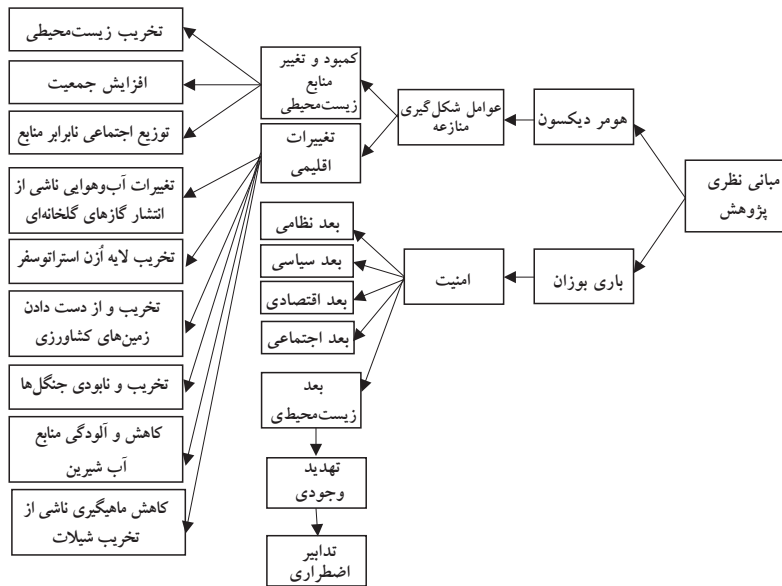 مبانی نظری
پژوهش
هومر دیکسون
عوامل شکل‌گیری
منازعه
کمبود و تغییر
منابع
زیست‌محیطی
تخریب زیست‌محیطی
افزایش جمعیت
توزیع اجتماعی نابرابر منابع
تغییرات
اقلیمی
تغییرات آب‌وهوایی ناشی از
انتشار گازهای گلخانه‌ای
تخریب لایه اُزن استراتوسفر
تخریب و از دست دادن
زمین‌های کشاورزی
تخریب و نابودی جنگل‌ها
کاهش و آلودگی منابع
آب شیرین
کاهش ماهیگیری ناشی از
تخریب شیلات
باری بوزان
امنیت
بعد نظامی
بعد سیاسی
بعد اقتصادی
بعد اجتماعی
بعد
زیست‌محیطی
تهدید
وجودی
تدابیر
اضطراری